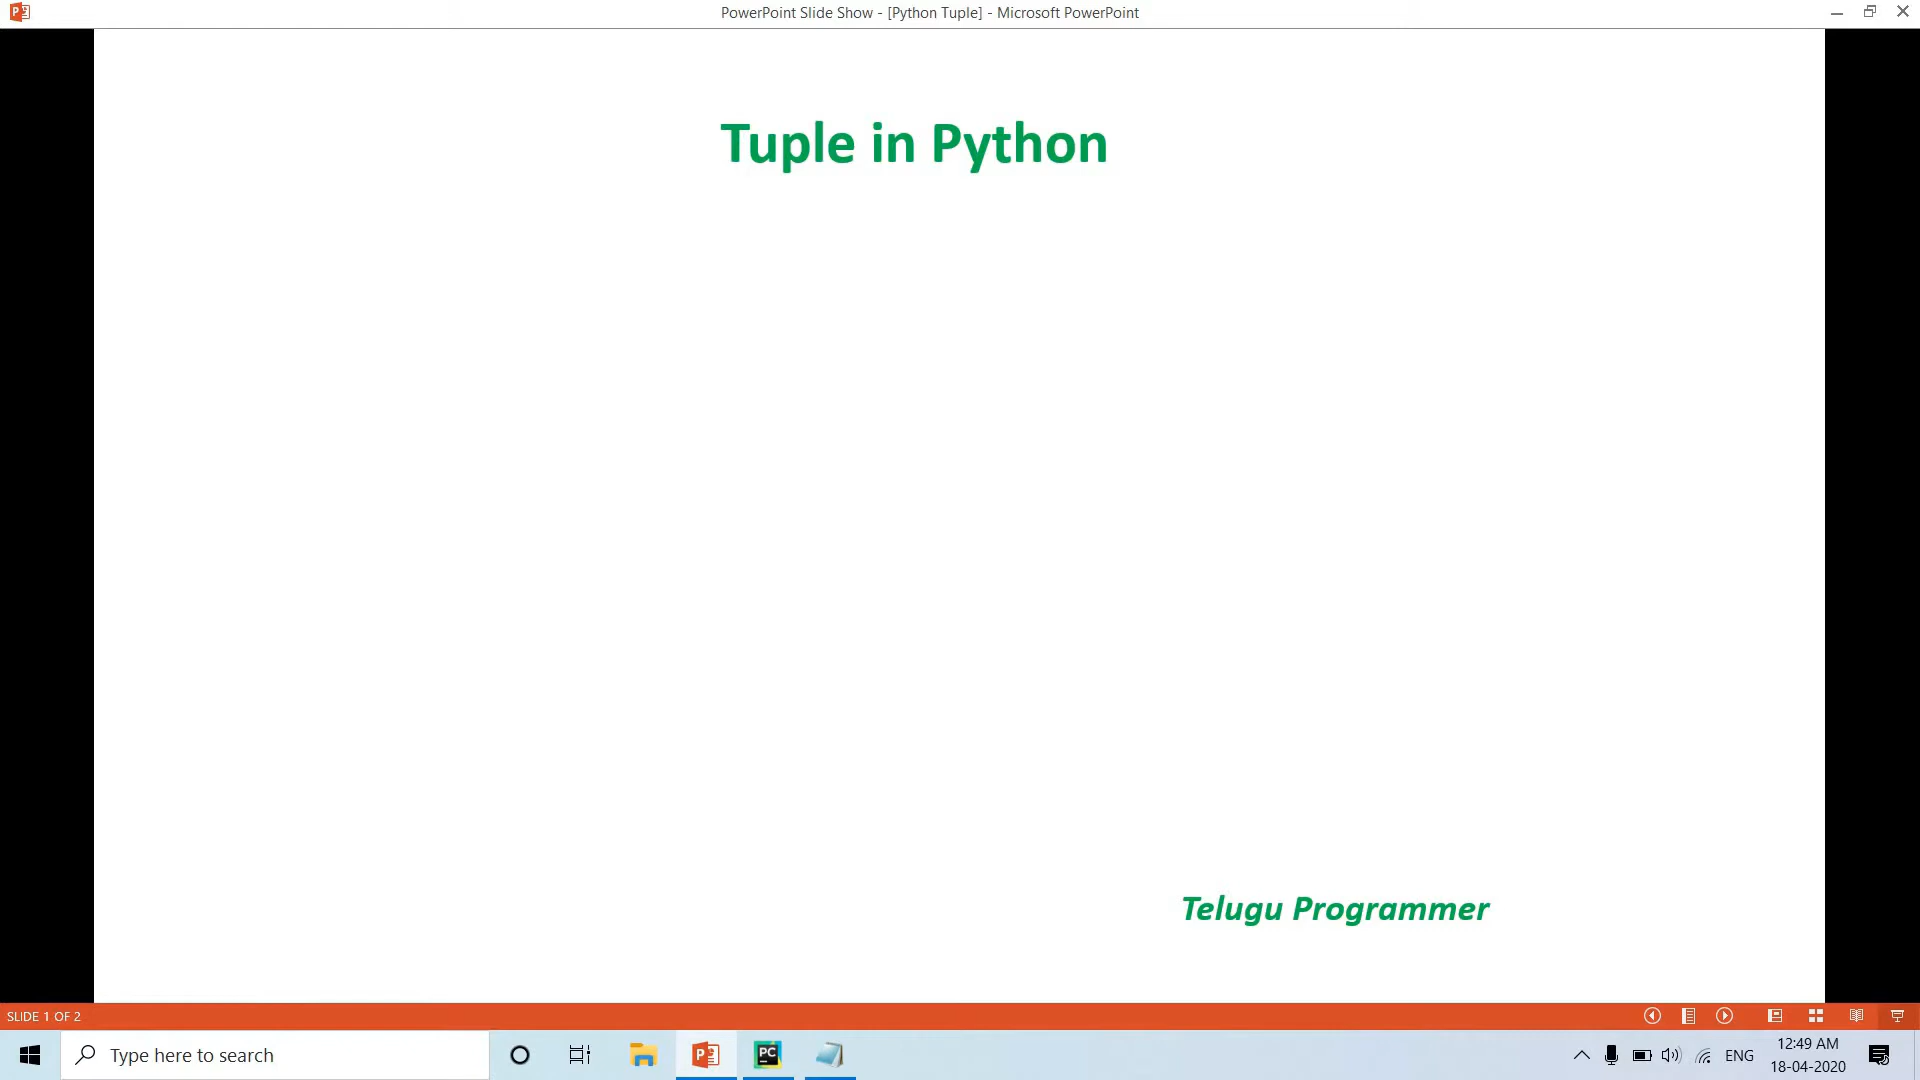 PowerPoint Slide Show - [Python Tuple] - Microsoft PowerPoint
Tuple in Python
Telugu Programmer
SLIDE 1 OF 2
Type here to search
ENG
12:49 AM
18-04-2020